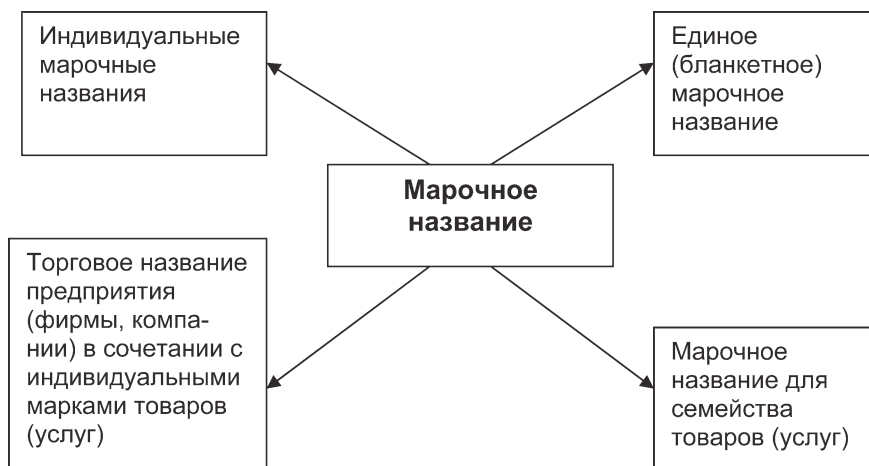 Индивидуальные
марочные
названия
Единое
(бланкетное)
марочное
название
Марочное
название
Торговое название
предприятия
(фирмы, компа-
нии) в сочетании с
индивидуальными
марками товаров
(услуг)
Марочное
название для
семейства
товаров (услуг)